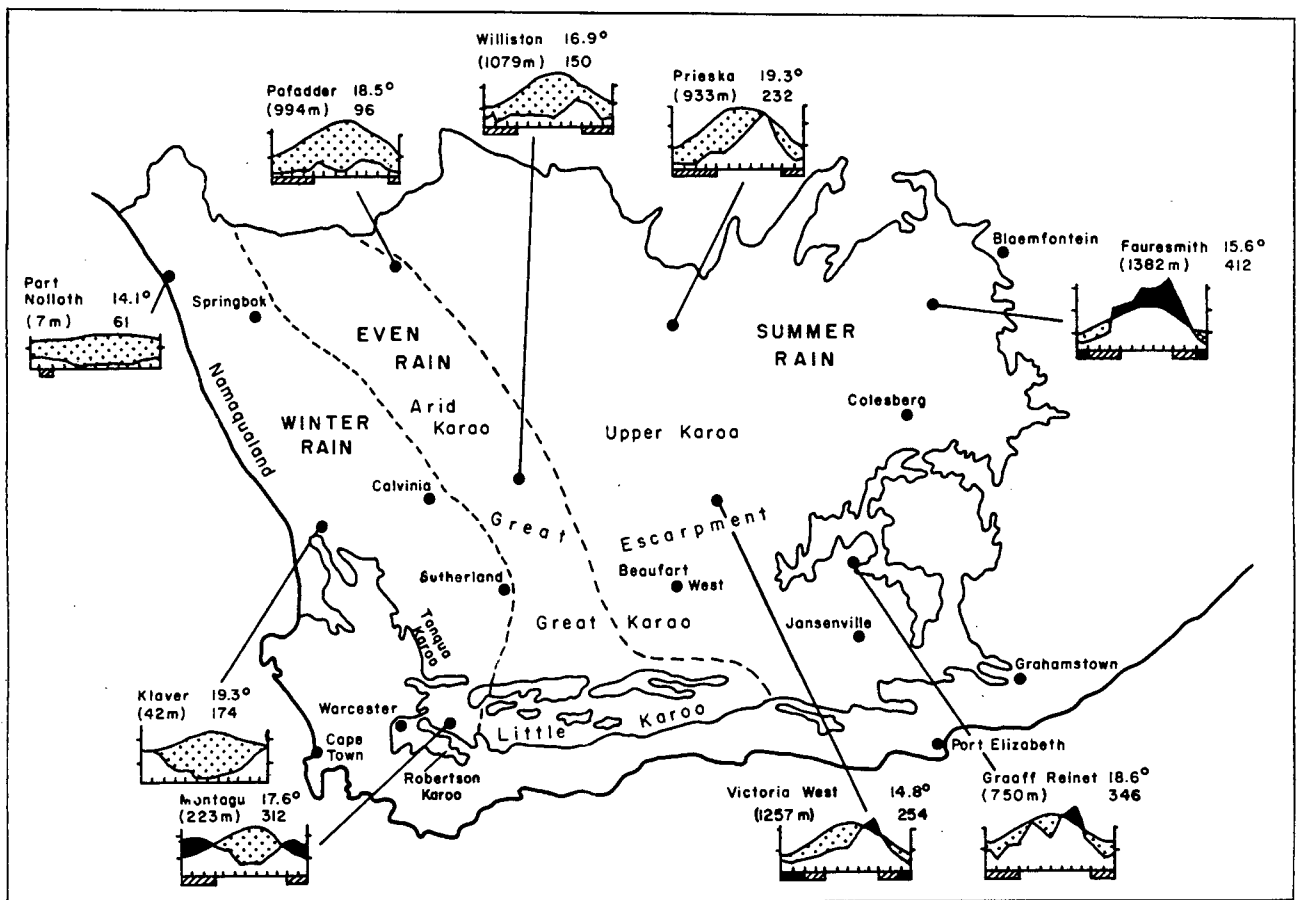 Williston 16.9°
(1079m) 150
Pofadder 18.5°
(994m) 96
Prieska 19.3°
(933m) 232
Bloemfontein
Fauresmith 15.6°
(1382m) 412
Port
Nolloth 14.1°
(7m) 61
Springbok
EVEN
RAIN
SUMMER
RAIN
Namaqualand
Arid
Karoo
WINTER
RAIN
Upper Karoo
Colesberg
Calvinia
Great
Escarpment
Sutherland
Beaufort
West
Tanqua
Karoo
Great Karoo
Jansenville
Grahamstown
Klaver 19.3°
(42m) 174
Worcester
Little Karoo
Cape
Town
Robertson
Karoo
Port Elizabeth
Montagu 17.6°
(223m) 312
Victoria West 14.8°
(1257m) 254
Graaff Reinet 18.6°
(750m) 346